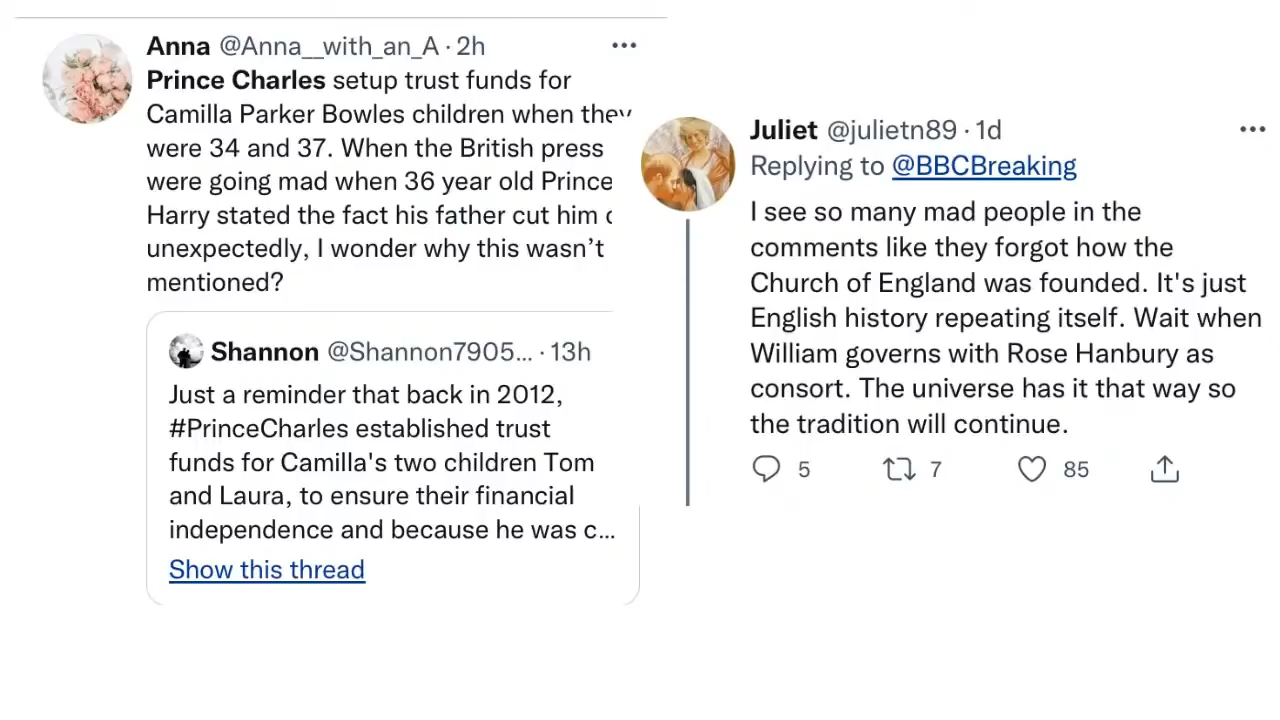 Anna @Anna__with_an_A · 2h
Prince Charles setup trust funds for
Camilla Parker Bowles children when they
were 34 and 37. When the British press
were going mad when 36 year old Prince
Harry stated the fact his father cut him
unexpectedly, I wonder why this wasn’t
mentioned?
Shannon @Shannon7905... · 13h
Just a reminder that back in 2012,
#PrinceCharles established trust
funds for Camilla's two children Tom
and Laura, to ensure their financial
independence and because he was c...
Show this thread
Juliet @julietn89 · 1d
Replying to @BBCBreaking
I see so many mad people in the
comments like they forgot how the
Church of England was founded. It's just
English history repeating itself. Wait when
William governs with Rose Hanbury as
consort. The universe has it that way so
the tradition will continue.
5 7 85